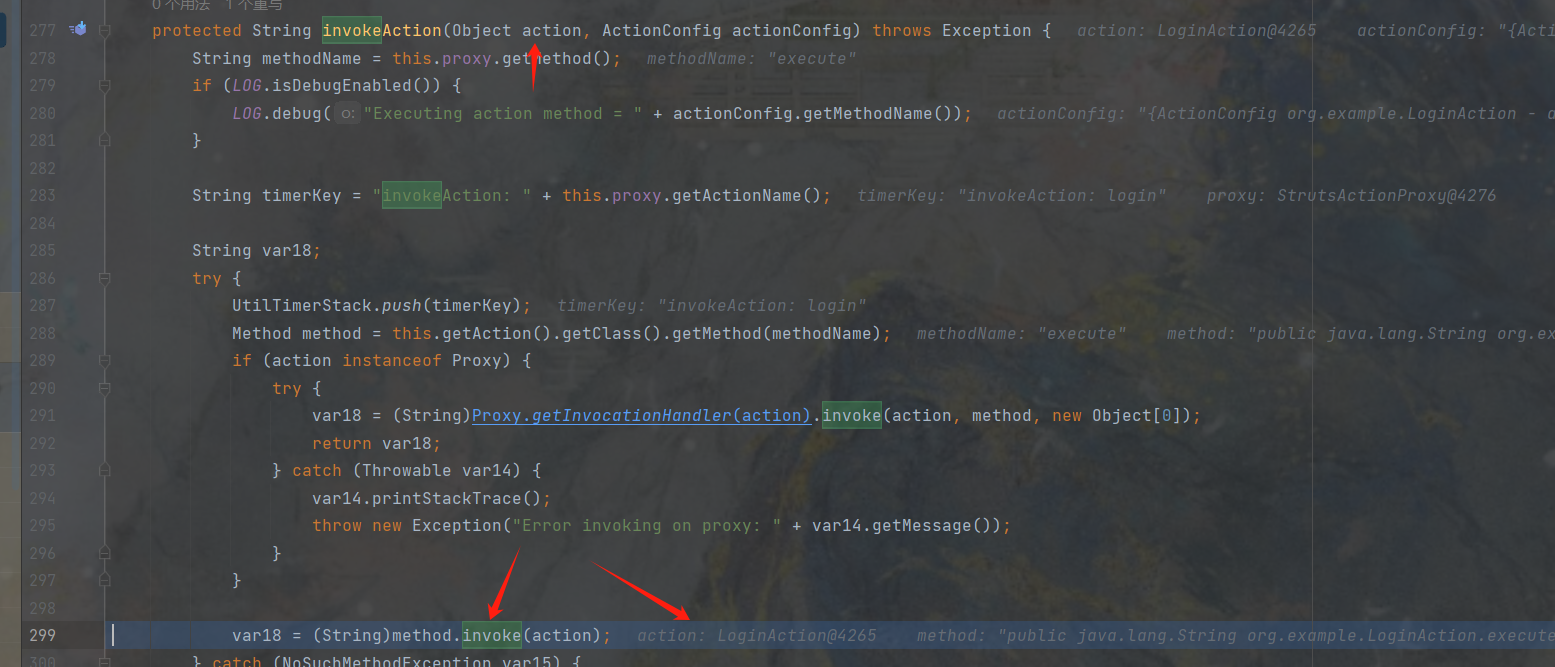 0 个用法 1 个重写
277 protected String invokeAction(Object action, ActionConfig actionConfig) throws Exception { action: LoginAction@4265 actionConfig: "{Acti
278 String methodName = this.proxy.getMethod(); methodName: "execute"
279 if (LOG.isDebugEnabled()) {
280 LOG.debug( o: "Executing action method = " + actionConfig.getMethodName()); actionConfig: "{ActionConfig org.example.LoginAction - a
281 }
282
283 String timerKey = "invokeAction: " + this.proxy.getActionName(); timerKey: "invokeAction: login" proxy: StrutsActionProxy@4276
284
285 String var18;
286 try {
287 UtilTimerStack.push(timerKey); timerKey: "invokeAction: login"
288 Method method = this.getAction().getClass().getMethod(methodName); methodName: "execute" method: "public java.lang.String org.ex
289 if (action instanceof Proxy) {
290 try {
291 var18 = (String)Proxy.getInvocationHandler(action).invoke(action, method, new Object[0]);
292 return var18;
293 } catch (Throwable var14) {
294 var14.printStackTrace();
295 throw new Exception("Error invoking on proxy: " + var14.getMessage());
296 }
297 }
298
299 var18 = (String)method.invoke(action); action: LoginAction@4265 method: "public java.lang.String org.example.LoginAction.execute
300 } catch (NoSuchMethodException var15) {